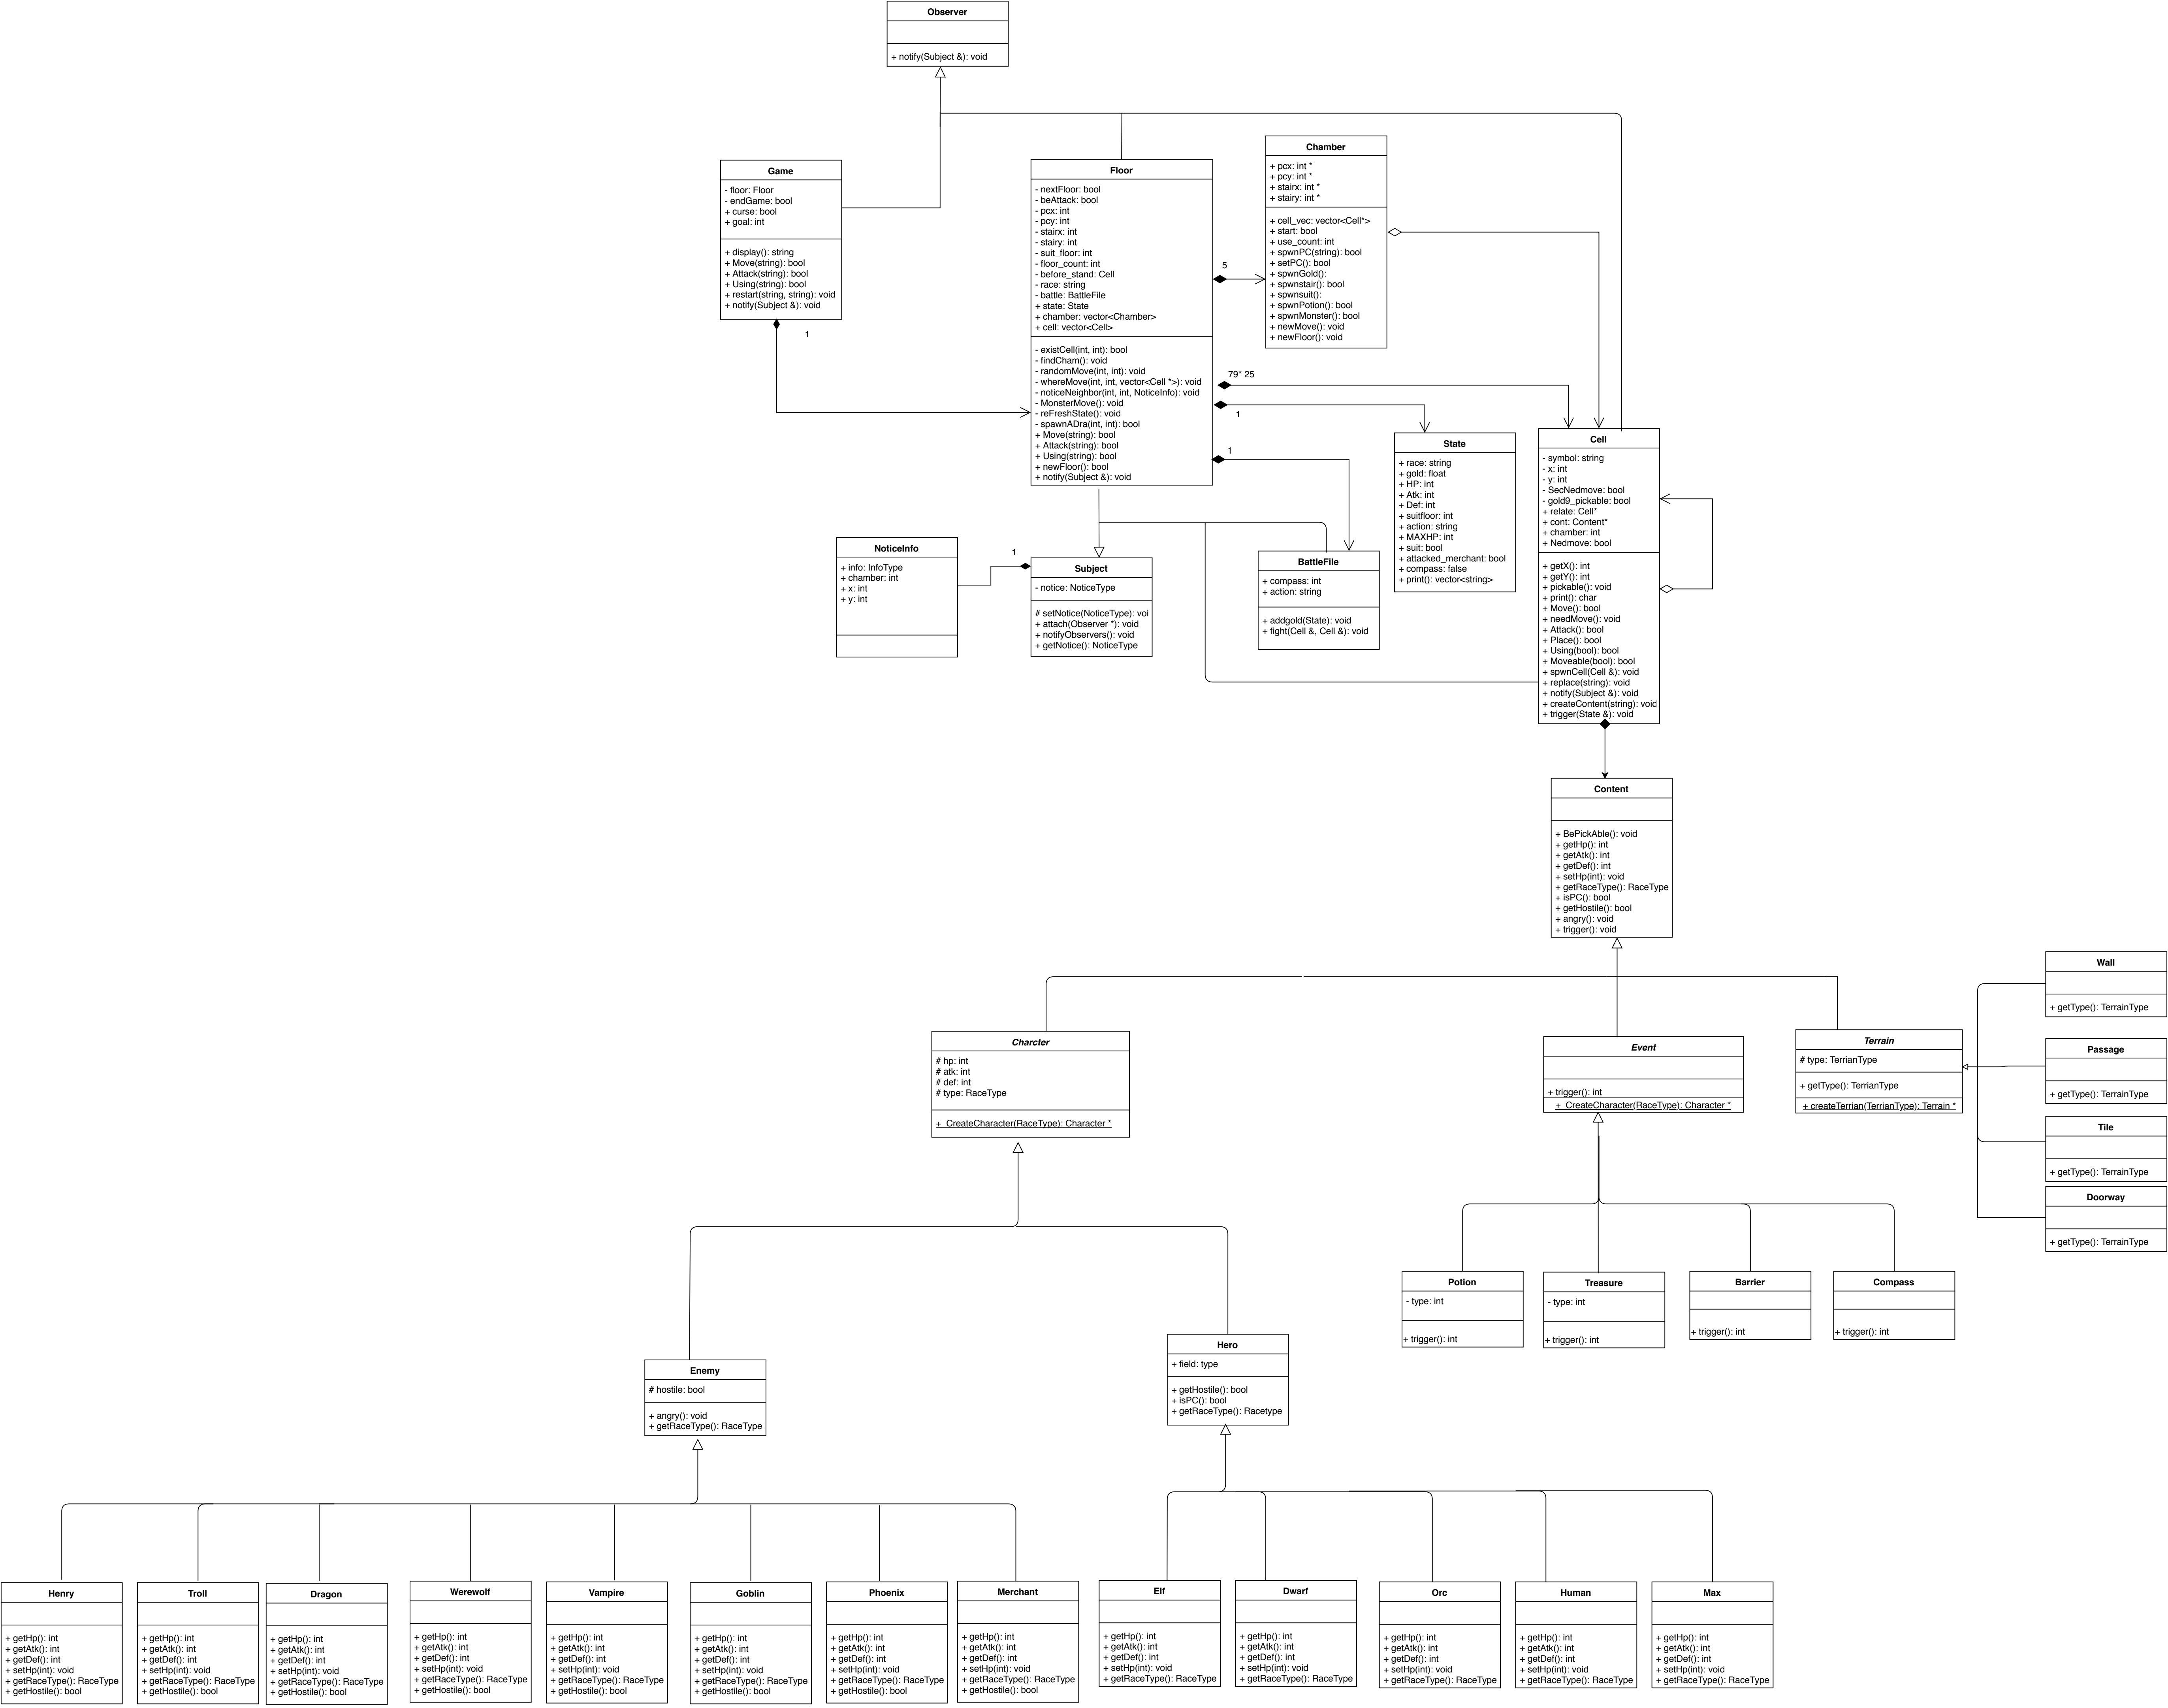 Observer
+ notify(Subject &): void
Game
- floor: Floor
- endGame: bool
+ curse: bool
+ goal: int
+ display(): string
+ Move(string): bool
+ Attack(string): bool
+ Using(string): bool
+ restart(string, string): void
+ notify(Subject &): void
1
Floor
- nextFloor: bool
- beAttack: bool
- pcx: int
- pcy: int
- stairx: int
- stairy: int
- suit_floor: int
- floor_count: int
- before_stand: Cell
- race: string
- battle: BattleFile
+ state: State
+ chamber: vector<Chamber>
+ cell: vector<Cell>
- existCell(int, int): bool
- findCham(): void
- randomMove(int, int): void
- whereMove(int, int, vector<Cell *>): void
- noticeNeighbor(int, int, NoticeInfo): void
- MonsterMove(): void
- reFreshState(): void
- spawnADra(int, int): bool
+ Move(string): bool
+ Attack(string): bool
+ Using(string): bool
+ newFloor(): bool
+ notify(Subject &): void
5
79* 25
1
1
Chamber
+ pcx: int *
+ pcy: int *
+ stairx: int *
+ stairy: int *
+ cell_vec: vector<Cell*>
+ start: bool
+ use_count: int
+ spwnPC(string): bool
+ setPC(): bool
+ spwnGold():
+ spwnstair(): bool
+ spwnsuit():
+ spwnPotion(): bool
+ spwnMonster(): bool
+ newMove(): void
+ newFloor(): void
State
+ race: string
+ gold: float
+ HP: int
+ Atk: int
+ Def: int
+ suitfloor: int
+ action: string
+ MAXHP: int
+ suit: bool
+ attacked_merchant: bool
+ compass: false
+ print(): vector<string>
Cell
- symbol: string
- x: int
- y: int
- SecNedmove: bool
- gold9_pickable: bool
+ relate: Cell*
+ cont: Content*
+ chamber: int
+ Nedmove: bool
+ getX(): int
+ getY(): int
+ pickable(): void
+ print(): char
+ Move(): bool
+ needMove(): void
+ Attack(): bool
+ Place(): bool
+ Using(bool): bool
+ Moveable(bool): bool
+ spwnCell(Cell &): void
+ replace(string): void
+ notify(Subject &): void
+ createContent(string): void
+ trigger(State &): void
NoticeInfo
+ info: InfoType
+ chamber: int
+ x: int
+ y: int
1
Subject
- notice: NoticeType
# setNotice(NoticeType): voi
+ attach(Observer *): void
+ notifyObservers(): void
+ getNotice(): NoticeType
BattleFile
+ compass: int
+ action: string
+ addgold(State): void
+ fight(Cell &, Cell &): void
Content
+ BePickAble(): void
+ getHp(): int
+ getAtk(): int
+ getDef(): int
+ setHp(int): void
+ getRaceType(): RaceType
+ isPC(): bool
+ getHostile(): bool
+ angry(): void
+ trigger(): void
Charcter
# hp: int
# atk: int
# def: int
# type: RaceType
+  CreateCharacter(RaceType): Character *
Event
+ trigger(): int
+  CreateCharacter(RaceType): Character *
Terrain
# type: TerrianType
+ getType(): TerrianType
+ createTerrian(TerrianType): Terrain *
Wall
+ getType(): TerrainType
Passage
+ getType(): TerrainType
Tile
+ getType(): TerrainType
Doorway
+ getType(): TerrainType
Potion
- type: int
+ trigger(): int
Treasure
- type: int
+ trigger(): int
Barrier
+ trigger(): int
Compass
+ trigger(): int
Enemy
# hostile: bool
+ angry(): void
+ getRaceType(): RaceType
Hero
+ field: type
+ getHostile(): bool
+ isPC(): bool
+ getRaceType(): Racetype
Henry
+ getHp(): int
+ getAtk(): int
+ getDef(): int
+ setHp(int): void
+ getRaceType(): RaceType
+ getHostile(): bool
Troll
+ getHp(): int
+ getAtk(): int
+ getDef(): int
+ setHp(int): void
+ getRaceType(): RaceType
+ getHostile(): bool
Dragon
+ getHp(): int
+ getAtk(): int
+ getDef(): int
+ setHp(int): void
+ getRaceType(): RaceType
+ getHostile(): bool
Werewolf
+ getHp(): int
+ getAtk(): int
+ getDef(): int
+ setHp(int): void
+ getRaceType(): RaceType
+ getHostile(): bool
Vampire
+ getHp(): int
+ getAtk(): int
+ getDef(): int
+ setHp(int): void
+ getRaceType(): RaceType
+ getHostile(): bool
Goblin
+ getHp(): int
+ getAtk(): int
+ getDef(): int
+ setHp(int): void
+ getRaceType(): RaceType
+ getHostile(): bool
Phoenix
+ getHp(): int
+ getAtk(): int
+ getDef(): int
+ setHp(int): void
+ getRaceType(): RaceType
+ getHostile(): bool
Merchant
+ getHp(): int
+ getAtk(): int
+ getDef(): int
+ setHp(int): void
+ getRaceType(): RaceType
+ getHostile(): bool
Elf
+ getHp(): int
+ getAtk(): int
+ getDef(): int
+ setHp(int): void
+ getRaceType(): RaceType
Dwarf
+ getHp(): int
+ getAtk(): int
+ getDef(): int
+ setHp(int): void
+ getRaceType(): RaceType
Orc
+ getHp(): int
+ getAtk(): int
+ getDef(): int
+ setHp(int): void
+ getRaceType(): RaceType
Human
+ getHp(): int
+ getAtk(): int
+ getDef(): int
+ setHp(int): void
+ getRaceType(): RaceType
Max
+ getHp(): int
+ getAtk(): int
+ getDef(): int
+ setHp(int): void
+ getRaceType(): RaceType